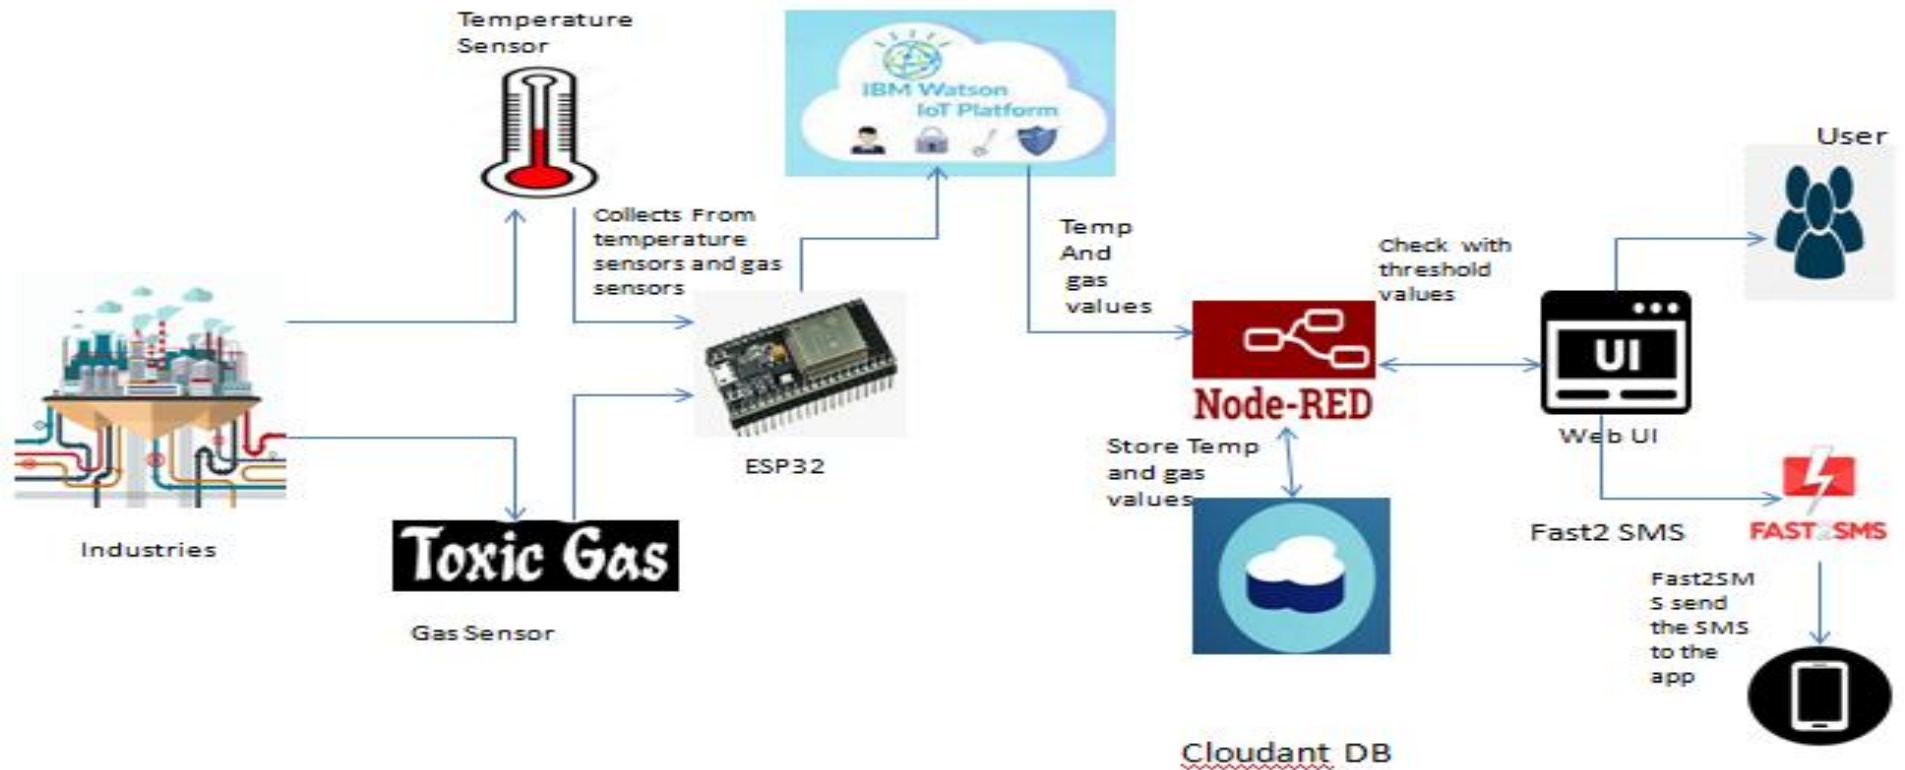 Temperature
Sensor
IBM Watson
IoT Platform
User
Collects From
temperature
sensors and gas
sensors
Temp
And
gas
values
Check with
threshold
values
UI
Node-RED
Web UI
ESP32
Store Temp
and gas
values
Industries
Toxic Gas
Gas Sensor
Fast2 SMS
FAST2SMS
Fast2SM
S send
the SMS
to the
app
Cloudant DB